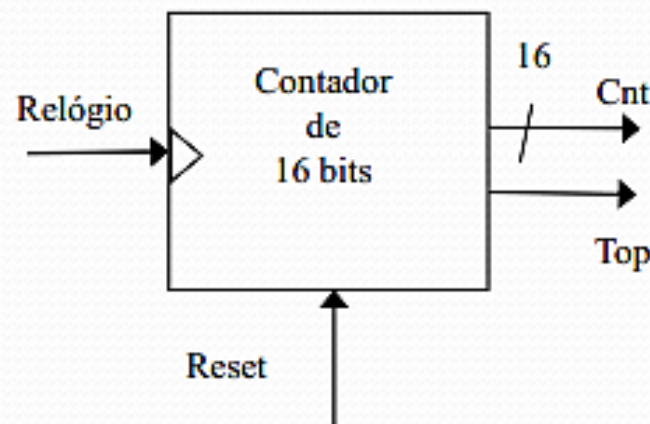 Relógio
Contador
de
16 bits
16
Cnt
Top
Reset